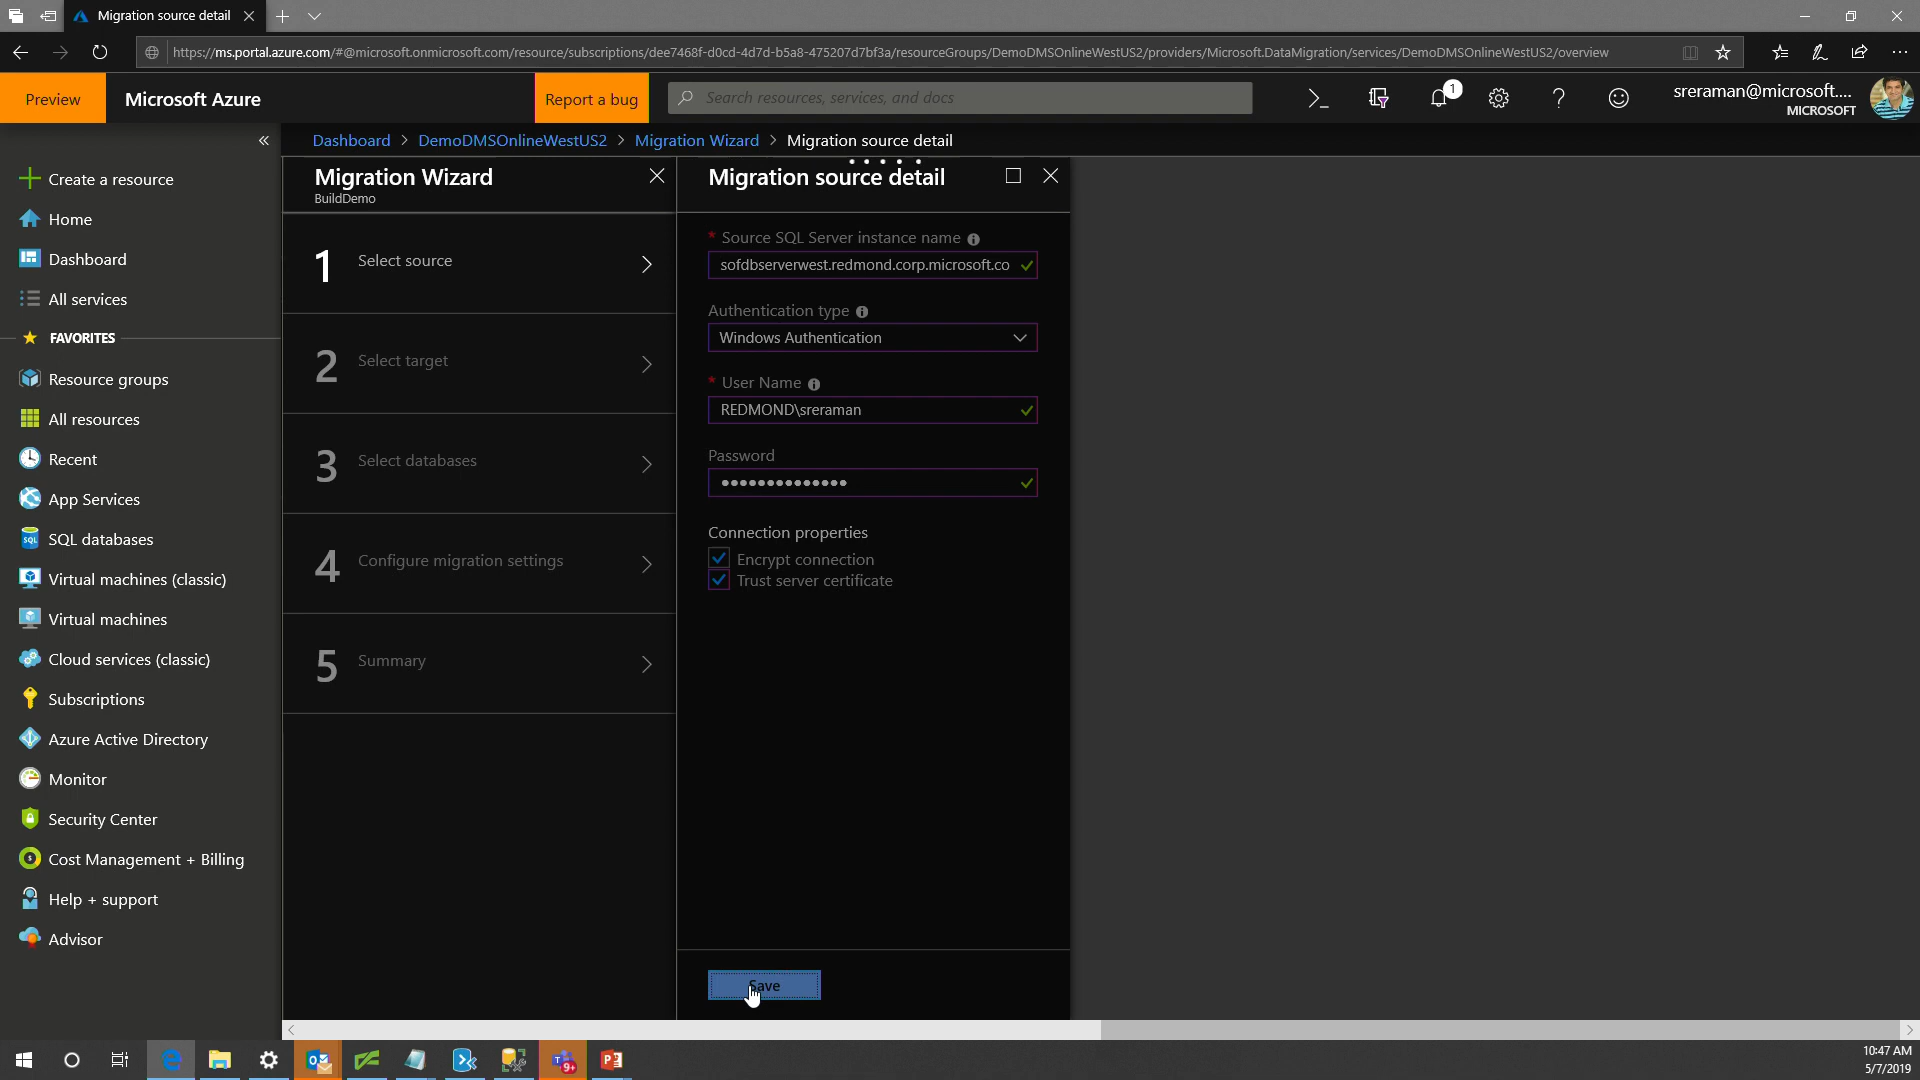 Migration source detail
https://ms.portal.azure.com/#@microsoft.onmicrosoft.com/resource/subscriptions/dee7468f-d0cd-4d7d-b5a8-475207d7bf3a/resourceGroups/DemoDMSOnlineWestUS2/providers/Microsoft.DataMigration/services/DemoDMSOnlineWestUS2/overview
Preview
Microsoft Azure
Report a bug
Search resources, services, and docs
1
sreraman@microsoft....
MICROSOFT
Dashboard > DemoDMSOnlineWestUS2 > Migration Wizard > Migration source detail
Create a resource
Home
Dashboard
All services
FAVORITES
Resource groups
All resources
Recent
App Services
SQL databases
Virtual machines (classic)
Virtual machines
Cloud services (classic)
Subscriptions
Azure Active Directory
Monitor
Security Center
Cost Management + Billing
Help + support
Advisor
Migration Wizard
BuildDemo
1 Select source
2 Select target
3 Select databases
4 Configure migration settings
5 Summary
Migration source detail
* Source SQL Server instance name
sofdbserverwest.redmond.corp.microsoft.co
Authentication type
Windows Authentication
* User Name
REDMOND\sreraman
Password
Connection properties
Encrypt connection
Trust server certificate
Save
9+
10:47 AM
5/7/2019